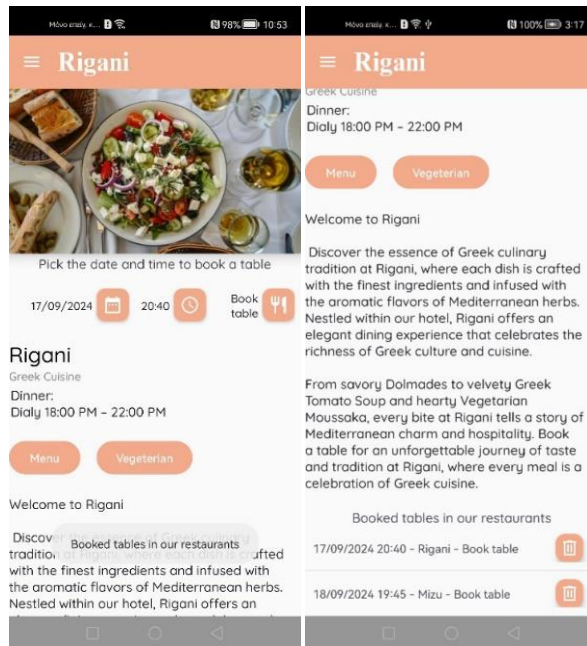 Μόνο επείγ. κ...
98% 10:53
Rigani
Pick the date and time to book a table
17/09/2024
20:40
Book
table
Rigani
Greek Cuisine
Dinner:
Dialy 18:00 PM – 22:00 PM
Menu
Vegeterian
Welcome to Rigani
Discover the essence of Greek culinary
Booked tables in our restaurants
tradition at Rigani, where each dish is crafted
with the finest ingredients and infused with
the aromatic flavors of Mediterranean herbs.
Nestled within our hotel, Rigani offers an
Μόνο επείγ. κ...
100% 3:17
Rigani
Greek Cuisine
Dinner:
Dialy 18:00 PM – 22:00 PM
Menu
Vegeterian
Welcome to Rigani
Discover the essence of Greek culinary
tradition at Rigani, where each dish is crafted
with the finest ingredients and infused with
the aromatic flavors of Mediterranean herbs.
Nestled within our hotel, Rigani offers an
elegant dining experience that celebrates the
richness of Greek culture and cuisine.
From savory Dolmades to velvety Greek
Tomato Soup and hearty Vegetarian
Moussaka, every bite at Rigani tells a story of
Mediterranean charm and hospitality. Book
a table for an unforgettable journey of taste
and tradition at Rigani, where every meal is a
celebration of Greek cuisine.
Booked tables in our restaurants
17/09/2024 20:40 - Rigani - Book table
18/09/2024 19:45 - Mizu - Book table